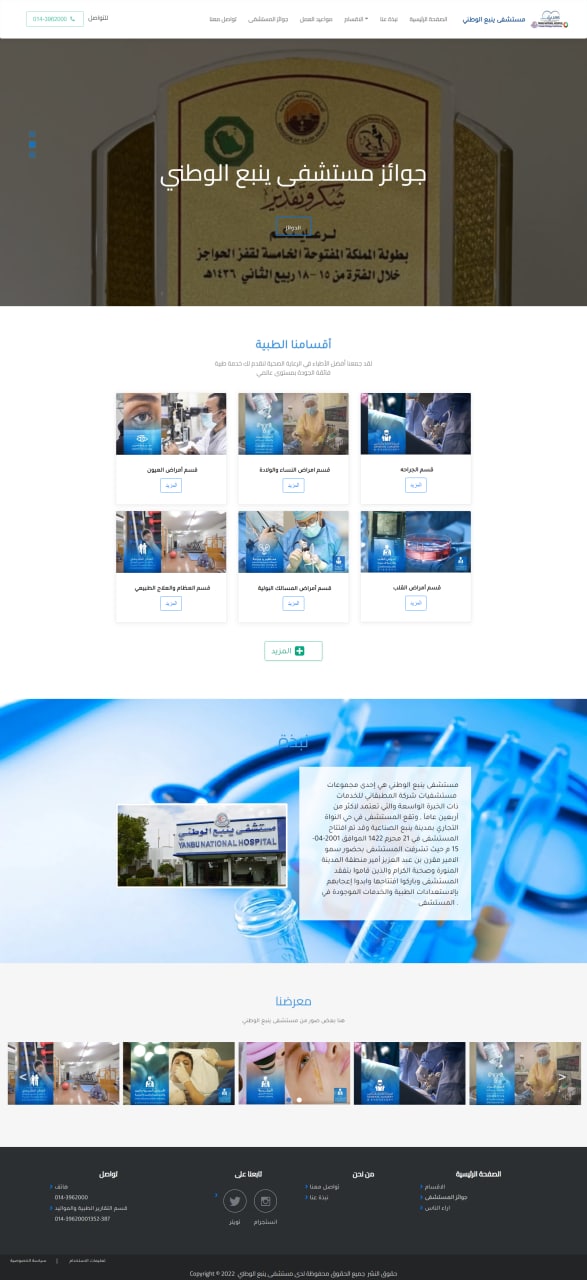 مستشفى ينبع الوطني
الصفحة الرئيسية
نبذة عنا
الاقسام
مواعيد العمل
جوائز المستشفى
تواصل معنا
للتواصل
014-3962000
جوائز مستشفى ينبع الوطني
شكر وتقدير
الجوائز
لرعايتكم
بطولة المملكة المفتوحة الخامسة لقفز الحواجز
خلال الفترة من ١٥-١٨ ربيع الثاني ١٤٣٦هـ
أقسامنا الطبية
لقد جمعنا أفضل الأطباء في الرعاية الصحية لنقدم لك خدمة طبية
فائقة الجودة بمستوى عالمي
قسم الجراحه
المزيد
قسم امراض النساء والولادة
المزيد
قسم أمراض العيون
المزيد
قسم أمراض القلب
المزيد
قسم أمراض المسالك البولية
المزيد
قسم العظام والعلاج الطبيعي
المزيد
المزيد
نبذة
مستشفى ينبع الوطني هي إحدى مجموعات
مستشفيات شركة المطبقاني للخدمات
ذات الخبرة الواسعة والتي تعتمد لاكثر من
أربعين عاما . وتقع المستشفى في حي النواة
التجاري بمدينة ينبع الصناعية وقد تم افتتاح
المستشفى في 21 محرم 1422 الموافق 2001-04-
15 م حيث تشرفت المستشفى بحضور سمو
الامير مقرن بن عبد العزيز أمير منطقة المدينة
المنورة وصحبة الكرام والذين قاموا بتفقد
المستشفى وباركوا افتتاحها وابدوا إعجابهم
بالاستعدادات الطبية والخدمات الموجودة في
المستشفى .
مستشفى ينبع الوطني
YANBU NATIONAL HOSPITAL
معرضنا
هنا بعض صور من مستشفى ينبع الوطني
الصفحة الرئيسية
الاقسام
جوائز المستشفى
اراء الناس
من نحن
تواصل معنا
نبذة عنا
تابعنا على
انستجرام
تويتر
تواصل
هاتف
014-3962000
قسم التقارير الطبية والمواليد
014-39620001352-387
تعليمات الاستخدام | سياسة الخصوصية
حقوق النشر جميع الحقوق محفوظة لدى مستشفى ينبع الوطني Copyright © 2022